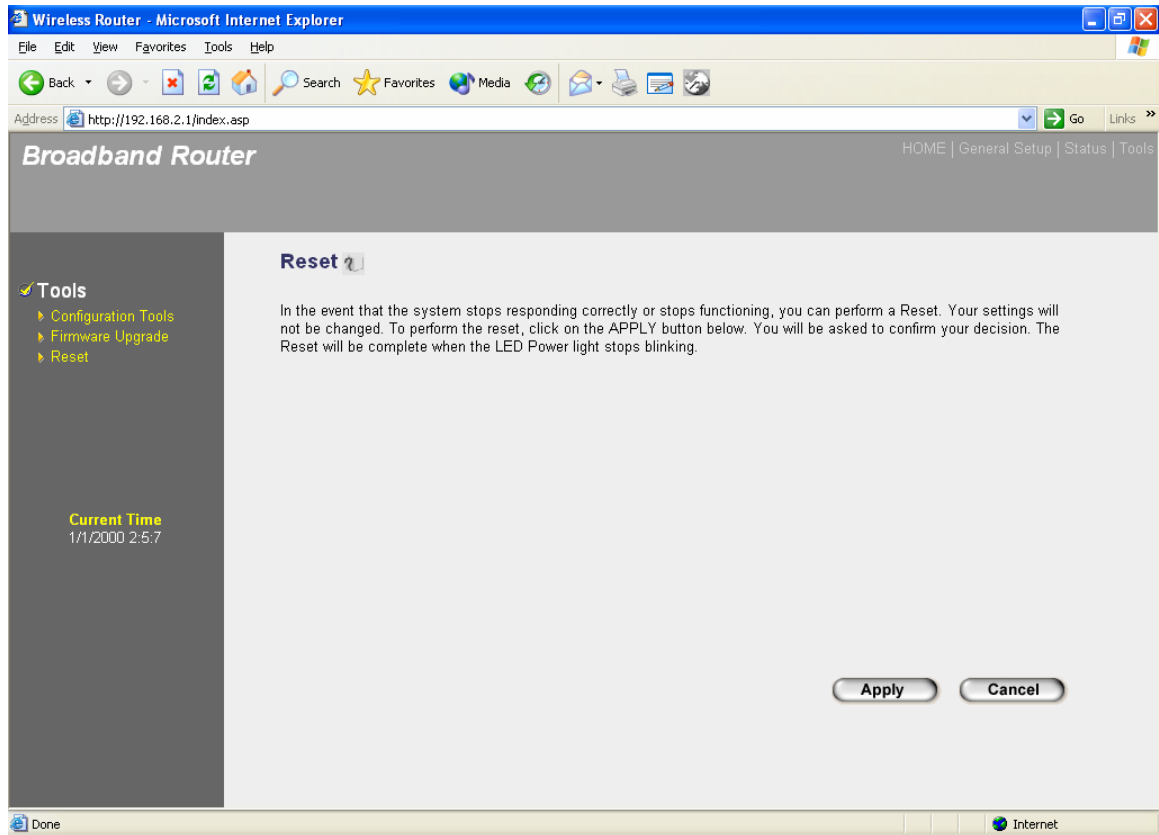 Wireless Router - Microsoft Internet Explorer
File Edit View Favorites Tools Help
Back Search Favorites Media
Address http://192.168.2.1/index.asp Go Links »
Broadband Router
HOME | General Setup | Status | Tools
Tools
Configuration Tools
Firmware Upgrade
Reset
Current Time
1/1/2000 2:5:7
Reset
In the event that the system stops responding correctly or stops functioning, you can perform a Reset. Your settings will
not be changed. To perform the reset, click on the APPLY button below. You will be asked to confirm your decision. The
Reset will be complete when the LED Power light stops blinking.
Apply Cancel
Done Internet